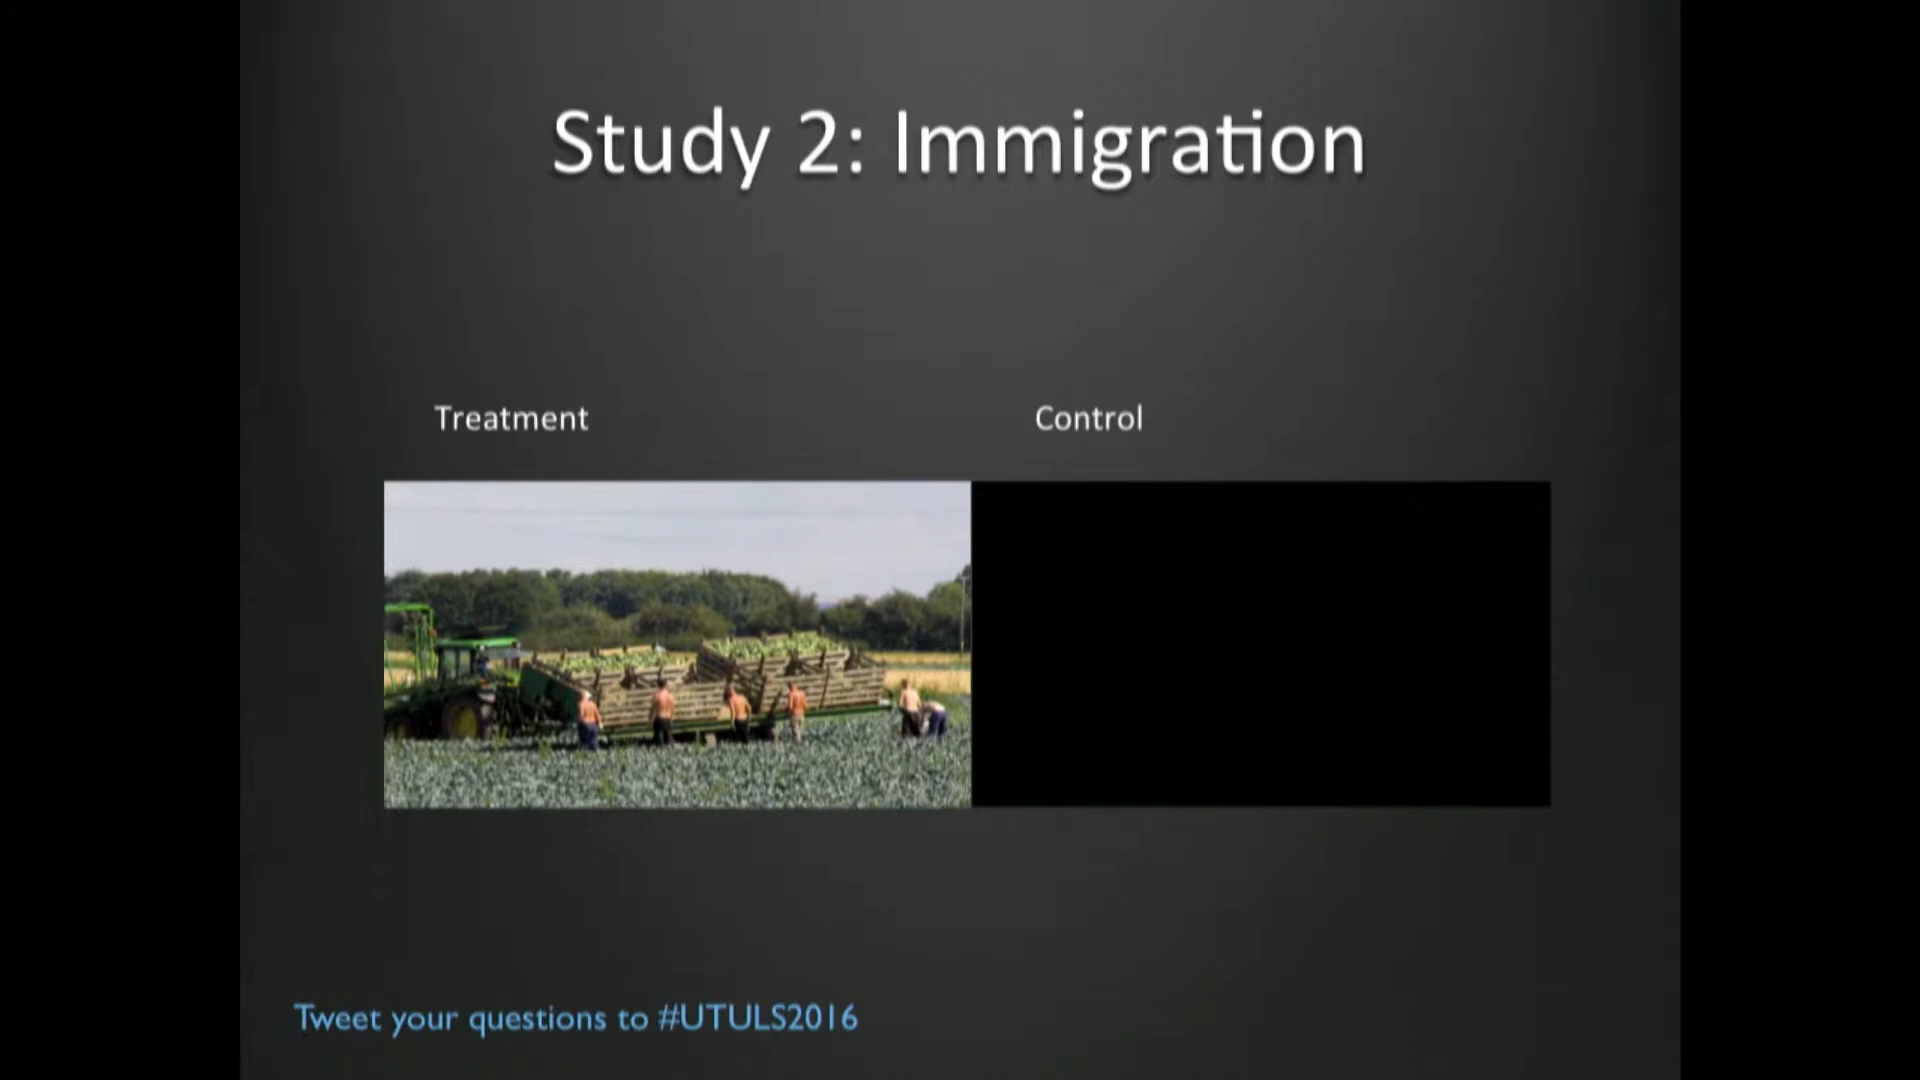 Study 2: Immigration
Treatment
Control
Tweet your questions to #UTULS2016